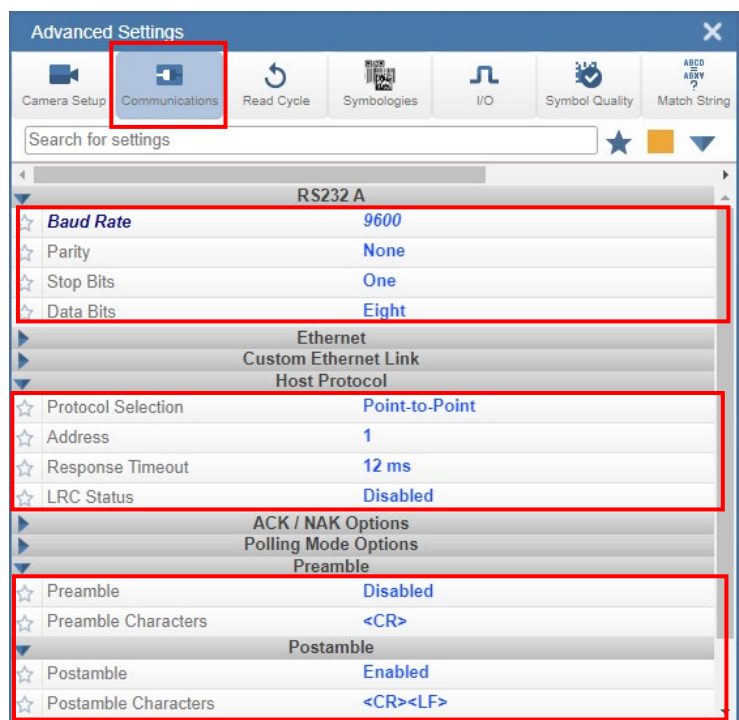 Advanced Settings
Camera Setup Communications Read Cycle Symbologies I/O Symbol Quality Match String
ABCD
ABXY
?
Search for settings
RS232 A
Baud Rate 9600
Parity None
Stop Bits One
Data Bits Eight
Ethernet
Custom Ethernet Link
Host Protocol
Protocol Selection Point-to-Point
Address 1
Response Timeout 12 ms
LRC Status Disabled
ACK / NAK Options
Polling Mode Options
Preamble
Preamble Disabled
Preamble Characters <CR>
Postamble
Postamble Enabled
Postamble Characters <CR><LF>